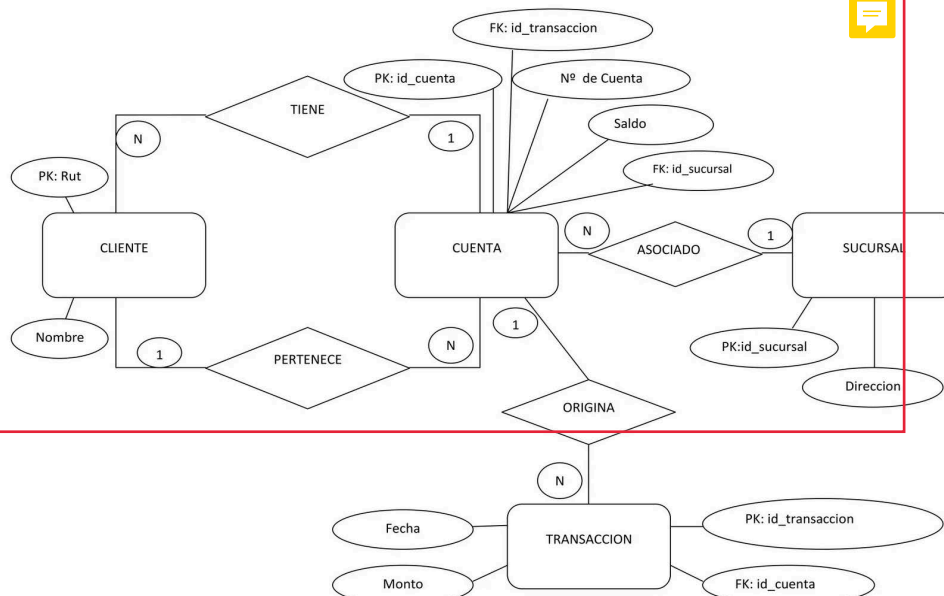 FK: id_transaccion
PK: id_cuenta
Nº de Cuenta
TIENE
Saldo
N
1
FK: id_sucursal
PK: Rut
CLIENTE
CUENTA
N
ASOCIADO
1
SUCURSAL
Nombre
1
PERTENECE
N
1
PK:id_sucursal
Direccion
ORIGINA
N
Fecha
TRANSACCION
PK: id_transaccion
Monto
FK: id_cuenta